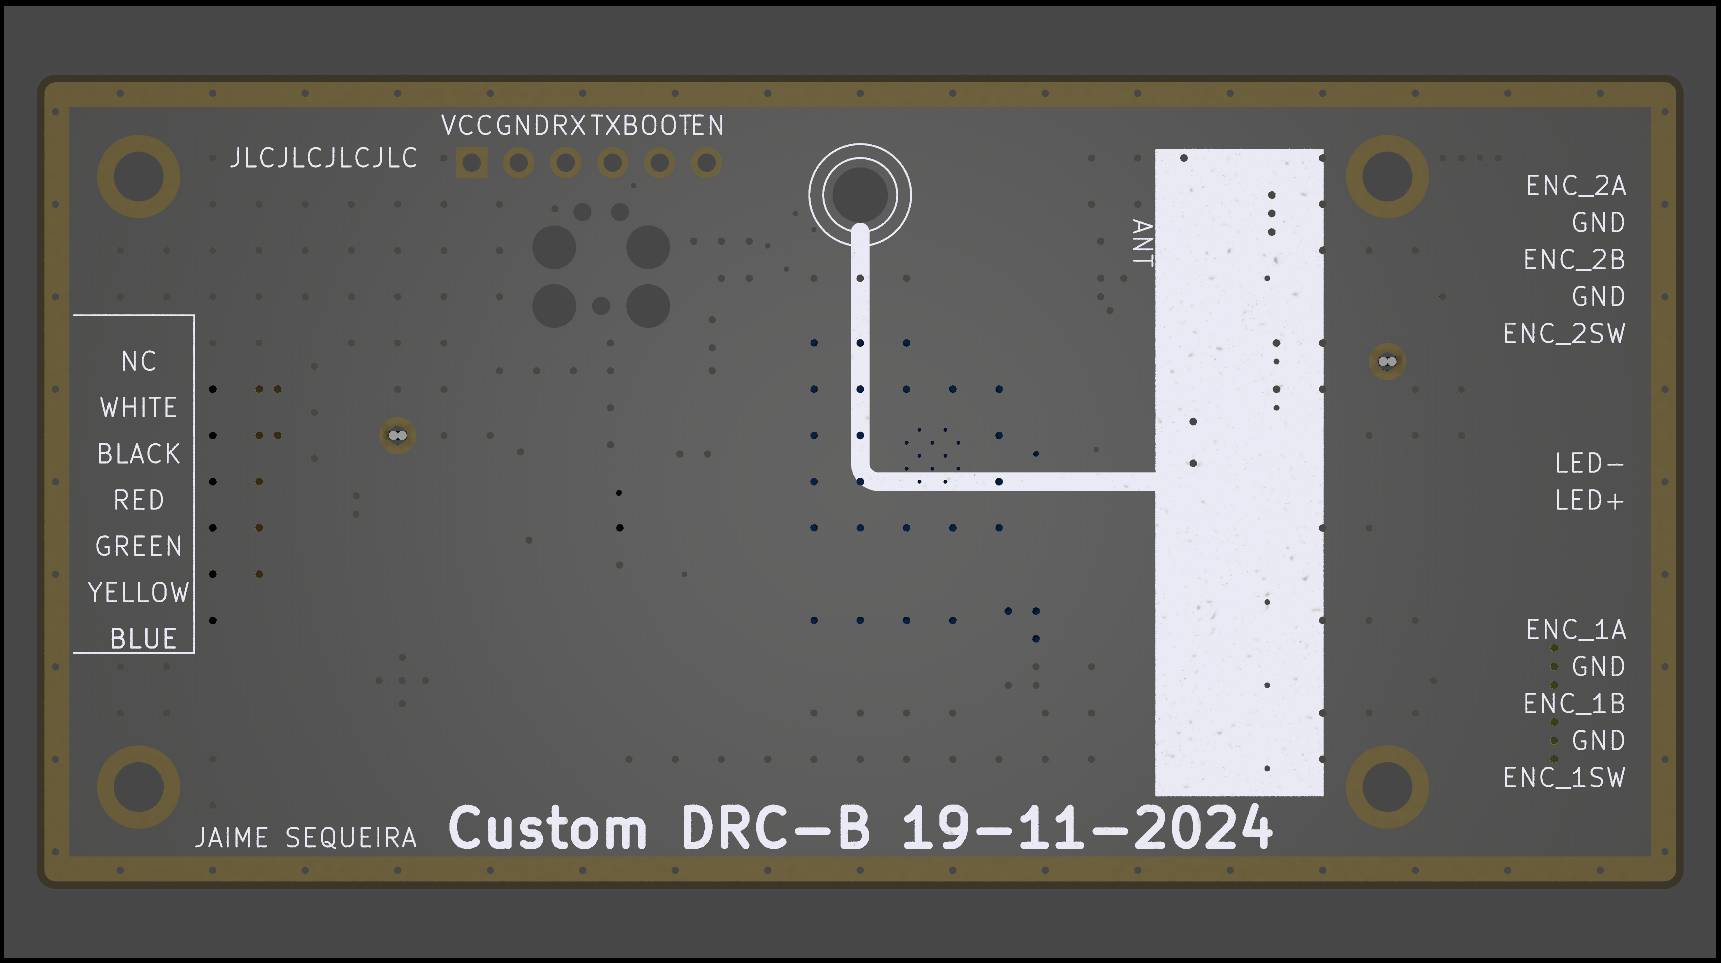 VCCGNDRXTXBOOTEN
JLCJLCJLCJLC
ENC_2A
GND
ENC_2B
GND
ENC_2SW
ANT
NC
WHITE
BLACK
RED
GREEN
YELLOW
BLUE
LED-
LED+
ENC_1A
GND
ENC_1B
GND
ENC_1SW
JAIME SEQUEIRA
Custom DRC-B 19-11-2024